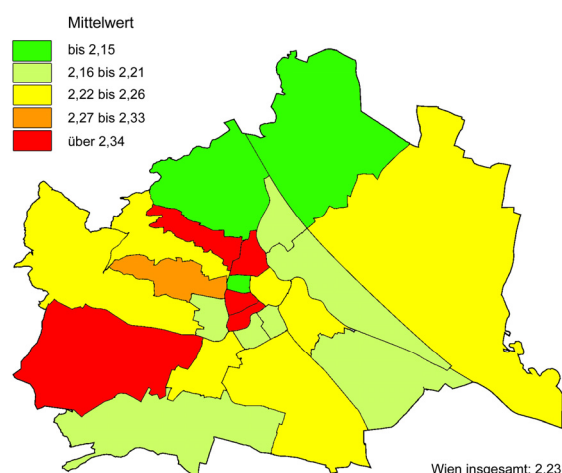 Mittelwert
bis 2,15
2,16 bis 2,21
2,22 bis 2,26
2,27 bis 2,33
über 2,34
Wien insgesamt: 2,23